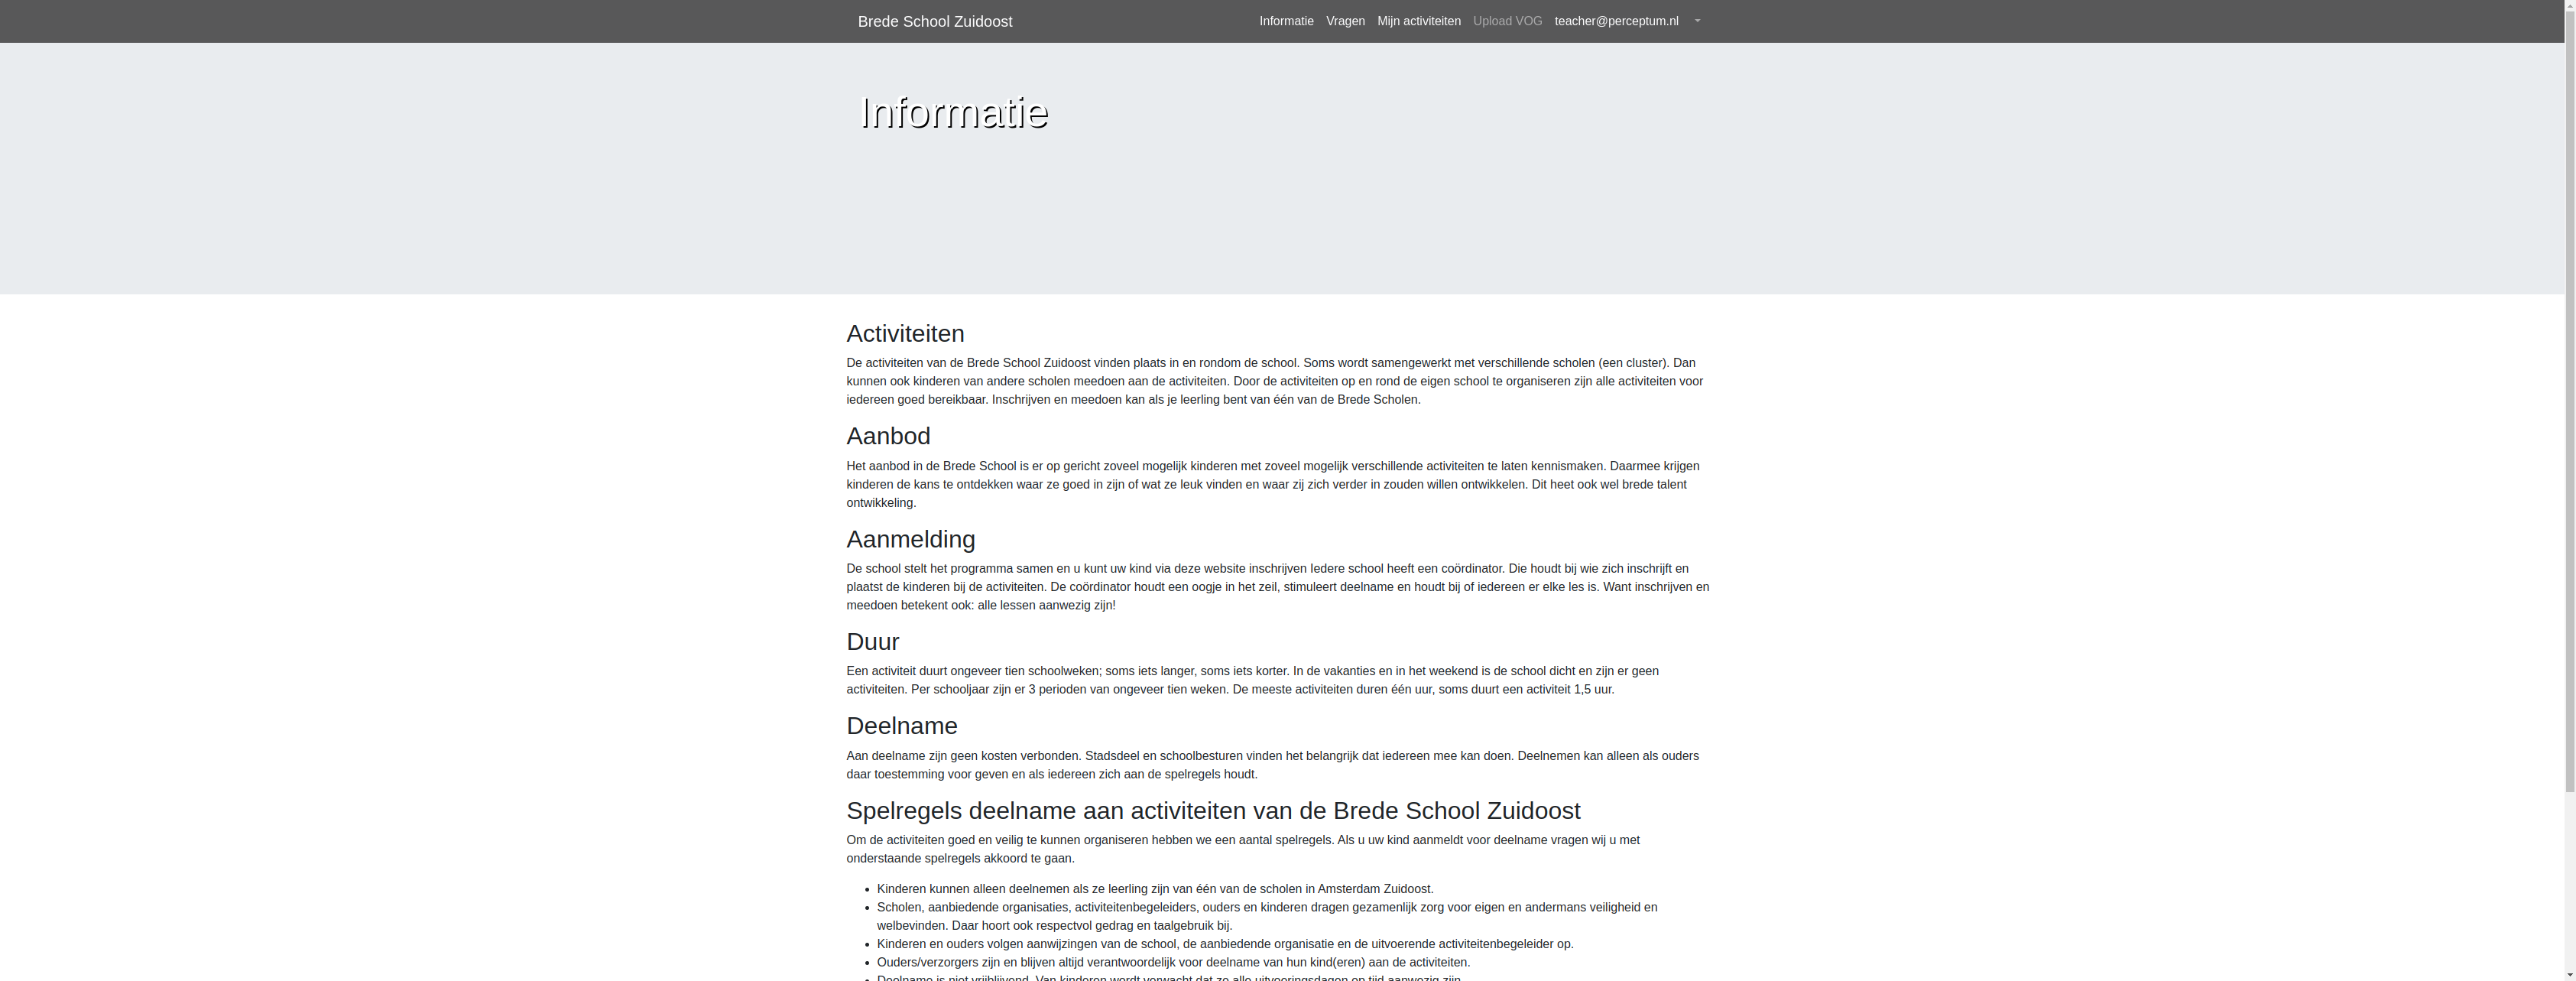 Brede School Zuidoost
Informatie Vragen Mijn activiteiten Upload VOG teacher@perceptum.nl
Informatie
Activiteiten
De activiteiten van de Brede School Zuidoost vinden plaats in en rondom de school. Soms wordt samengewerkt met verschillende scholen (een cluster). Dan
kunnen ook kinderen van andere scholen meedoen aan de activiteiten. Door de activiteiten op en rond de eigen school te organiseren zijn alle activiteiten voor
iedereen goed bereikbaar. Inschrijven en meedoen kan als je leerling bent van één van de Brede Scholen.
Aanbod
Het aanbod in de Brede School is er op gericht zoveel mogelijk kinderen met zoveel mogelijk verschillende activiteiten te laten kennismaken. Daarmee krijgen
kinderen de kans te ontdekken waar ze goed in zijn of wat ze leuk vinden en waar zij zich verder in zouden willen ontwikkelen. Dit heet ook wel brede talent
ontwikkeling.
Aanmelding
De school stelt het programma samen en u kunt uw kind via deze website inschrijven Iedere school heeft een coördinator. Die houdt bij wie zich inschrijft en
plaatst de kinderen bij de activiteiten. De coördinator houdt een oogje in het zeil, stimuleert deelname en houdt bij of iedereen er elke les is. Want inschrijven en
meedoen betekent ook: alle lessen aanwezig zijn!
Duur
Een activiteit duurt ongeveer tien schoolweken; soms iets langer, soms iets korter. In de vakanties en in het weekend is de school dicht en zijn er geen
activiteiten. Per schooljaar zijn er 3 perioden van ongeveer tien weken. De meeste activiteiten duren één uur, soms duurt een activiteit 1,5 uur.
Deelname
Aan deelname zijn geen kosten verbonden. Stadsdeel en schoolbesturen vinden het belangrijk dat iedereen mee kan doen. Deelnemen kan alleen als ouders
daar toestemming voor geven en als iedereen zich aan de spelregels houdt.
Spelregels deelname aan activiteiten van de Brede School Zuidoost
Om de activiteiten goed en veilig te kunnen organiseren hebben we een aantal spelregels. Als u uw kind aanmeldt voor deelname vragen wij u met
onderstaande spelregels akkoord te gaan.
• Kinderen kunnen alleen deelnemen als ze leerling zijn van één van de scholen in Amsterdam Zuidoost.
• Scholen, aanbiedende organisaties, activiteitenbegeleiders, ouders en kinderen dragen gezamenlijk zorg voor eigen en andermans veiligheid en
welbevinden. Daar hoort ook respectvol gedrag en taalgebruik bij.
• Kinderen en ouders volgen aanwijzingen van de school, de aanbiedende organisatie en de uitvoerende activiteitenbegeleider op.
• Ouders/verzorgers zijn en blijven altijd verantwoordelijk voor deelname van hun kind(eren) aan de activiteiten.
• Deelname is niet vrijblijvend. Van kinderen wordt verwacht dat ze alle uitvoeringsdagen op tijd aanwezig zijn.